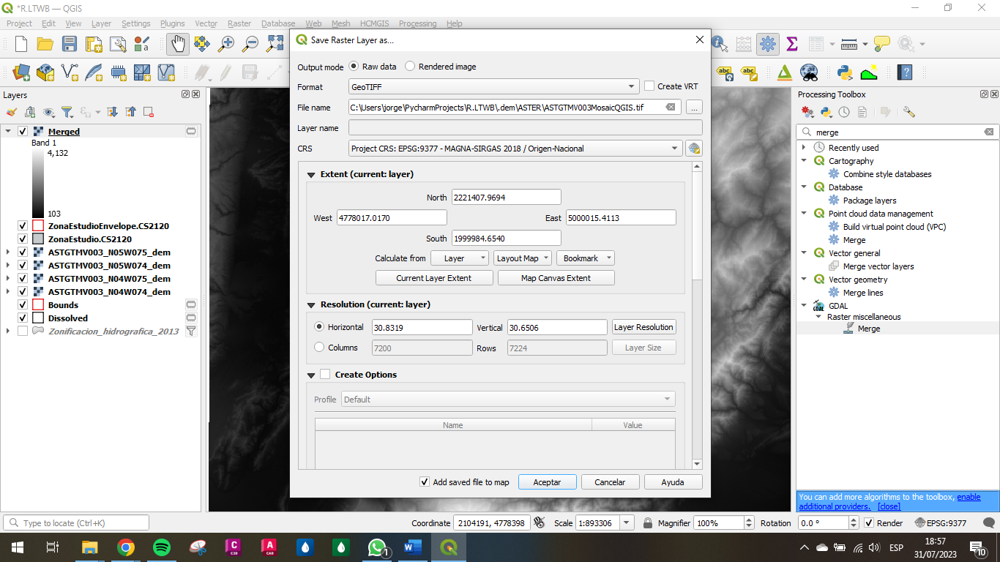 *R.LTWB — QGIS
Project Edit View Layer Settings Plugins Vector Raster Database Web Mesh HCMGIS Processing Help
Save Raster Layer as...
Output mode Raw data Rendered image
Format GeoTIFF Create VRT
File name C:\Users\jorge\PycharmProjects\R.LTWB\.dem\ASTER\ASTGTMV003MosaicQGIS.tif ...
Layer name
CRS Project CRS: EPSG:9377 - MAGNA-SIRGAS 2018 / Origen-Nacional
Extent (current: layer)
North 2221407.9694
West 4778017.0170 East 5000015.4113
South 1999984.6540
Calculate from Layer Layout Map Bookmark
Current Layer Extent Map Canvas Extent
Resolution (current: layer)
Horizontal 30.8319 Vertical 30.6506 Layer Resolution
Columns 7200 Rows 7224 Layer Size
Create Options
Profile Default
Name Value
Add saved file to map Aceptar Cancelar Ayuda
Layers
Merged
Band 1
4,132
103
ZonaEstudioEnvelope.CS2120
ZonaEstudio.CS2120
ASTGTMV003_N05W075_dem
ASTGTMV003_N05W074_dem
ASTGTMV003_N04W075_dem
ASTGTMV003_N04W074_dem
Bounds
Dissolved
Zonificacion_hidrografica_2013
abc abc
Processing Toolbox
merge
Recently used
Cartography
Combine style databases
Database
Package layers
Point cloud data management
Build virtual point cloud (VPC)
Merge
Vector general
Merge vector layers
Vector geometry
Merge lines
GDAL
Raster miscellaneous
Merge
You can add more algorithms to the toolbox, enable
additional providers. [close]
Type to locate (Ctrl+K) Coordinate 2104191, 4778398 Scale 1:893306 Magnifier 100% Rotation 0.0 ° Render EPSG:9377
C C3D A CAD 1 W ESP 18:57
31/07/2023 10